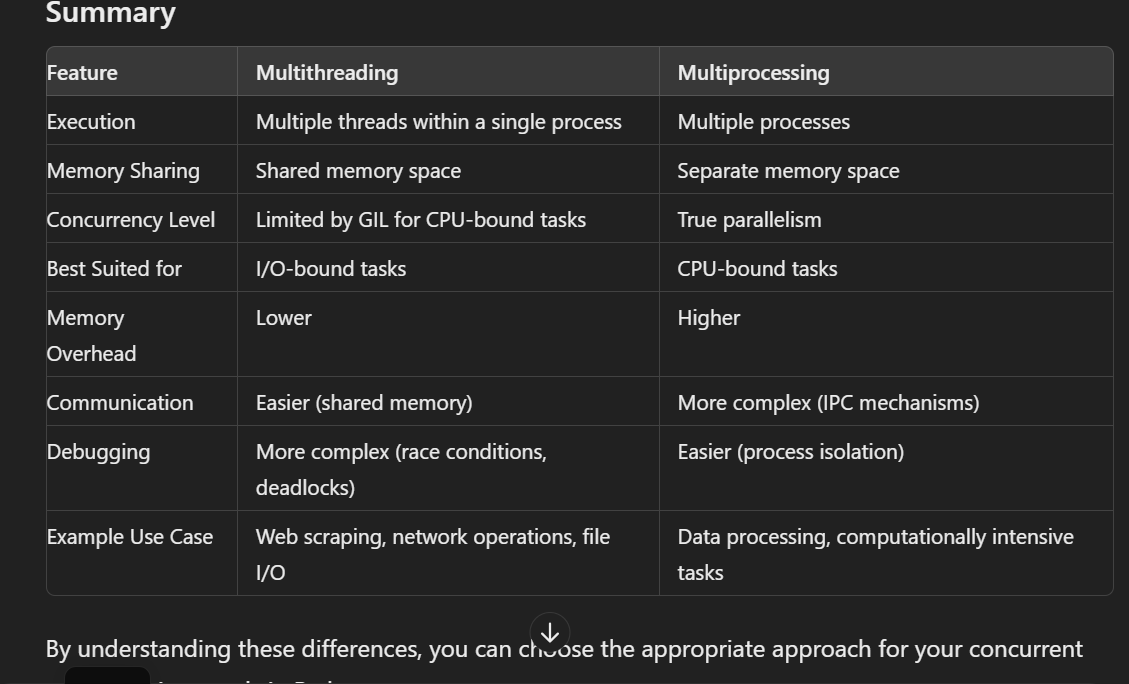 Summary
Feature Multithreading Multiprocessing
Execution Multiple threads within a single process Multiple processes
Memory Sharing Shared memory space Separate memory space
Concurrency Level Limited by GIL for CPU-bound tasks True parallelism
Best Suited for I/O-bound tasks CPU-bound tasks
Memory Lower Higher
Overhead
Communication Easier (shared memory) More complex (IPC mechanisms)
Debugging More complex (race conditions, Easier (process isolation)
deadlocks)
Example Use Case Web scraping, network operations, file Data processing, computationally intensive
I/O tasks
By understanding these differences, you can choose the appropriate approach for your concurrent